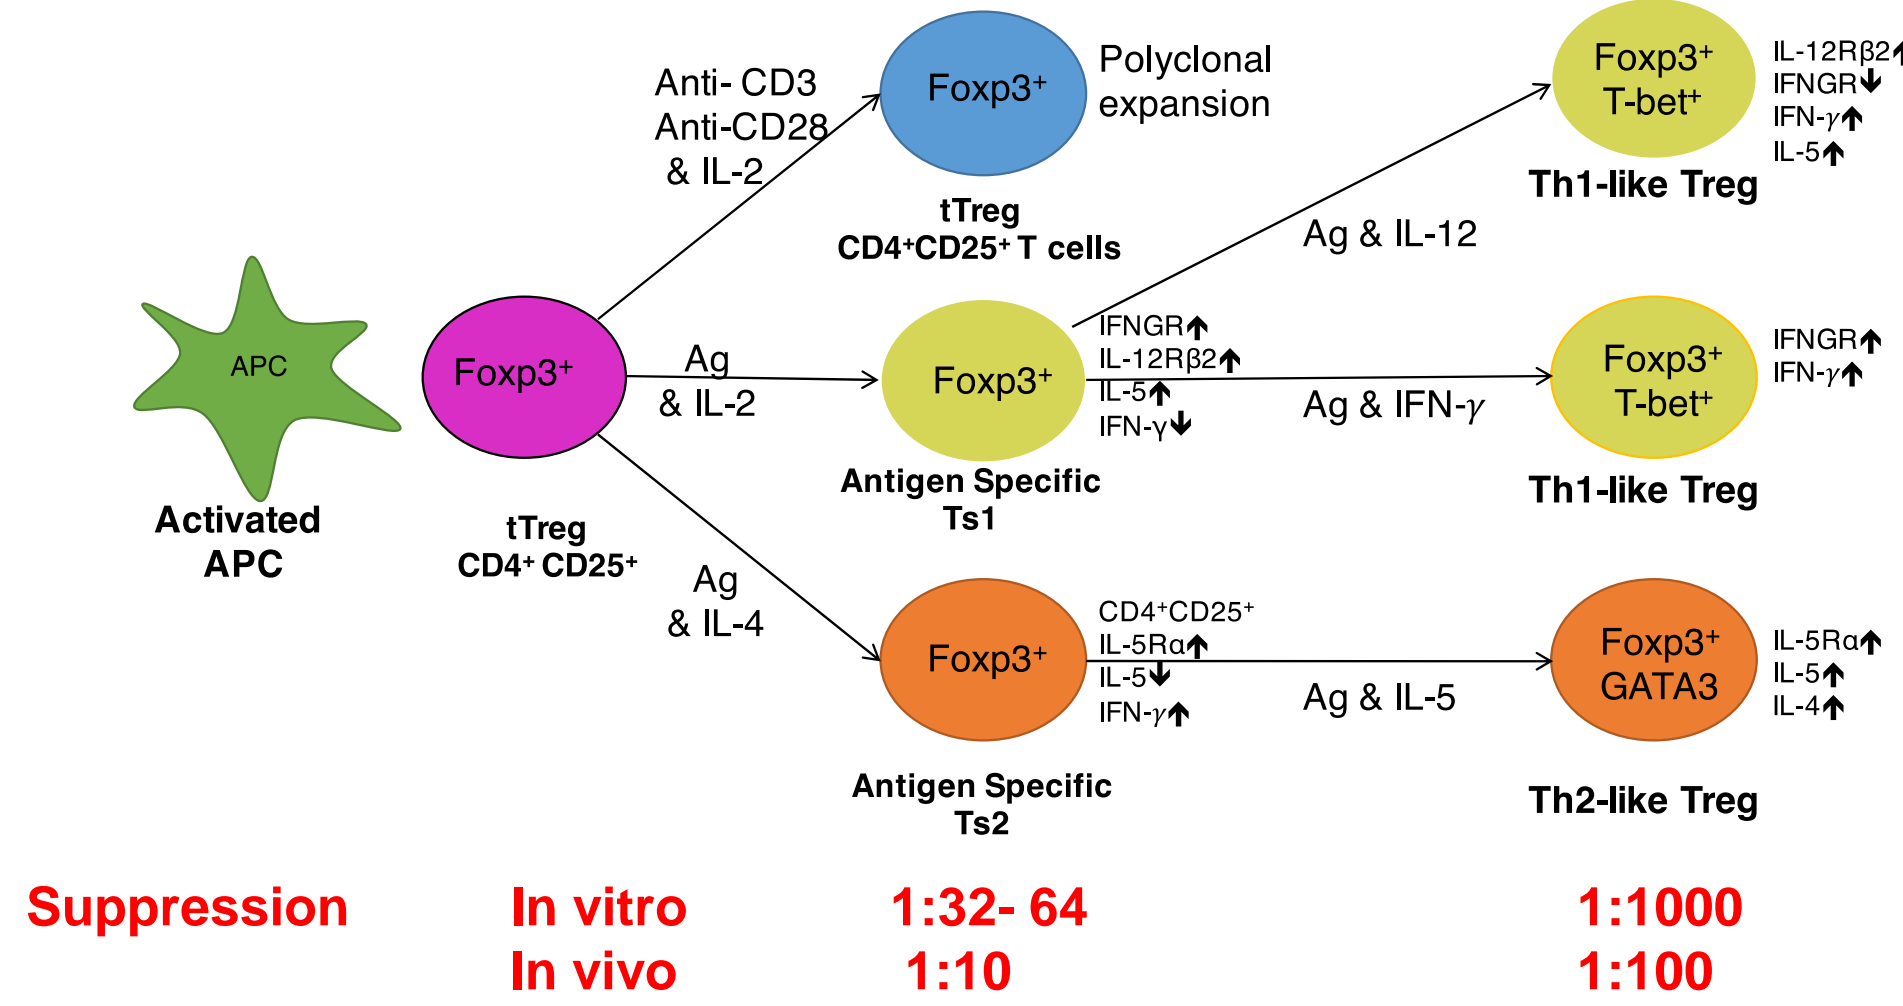 Anti- CD3
Anti-CD28
& IL-2
Foxp3⁺
Polyclonal
expansion
tTreg
CD4⁺CD25⁺ T cells
Foxp3⁺
T-bet⁺
IL-12Rβ2↑
IFNGR↓
IFN-γ↑
IL-5↑
Th1-like Treg
Ag & IL-12
APC
Activated
APC
Foxp3⁺
tTreg
CD4⁺ CD25⁺
Ag
& IL-2
Foxp3⁺
IFNGR↑
IL-12Rβ2↑
IL-5↑
IFN-γ↓
Antigen Specific
Ts1
Ag & IFN-γ
Foxp3⁺
T-bet⁺
IFNGR↑
IFN-γ↑
Th1-like Treg
Ag
& IL-4
Foxp3⁺
CD4⁺CD25⁺
IL-5Rα↑
IL-5↓
IFN-γ↑
Antigen Specific
Ts2
Ag & IL-5
Foxp3⁺
GATA3
IL-5Rα↑
IL-5↑
IL-4↑
Th2-like Treg
Suppression In vitro 1:32- 64 1:1000
In vivo 1:10 1:100